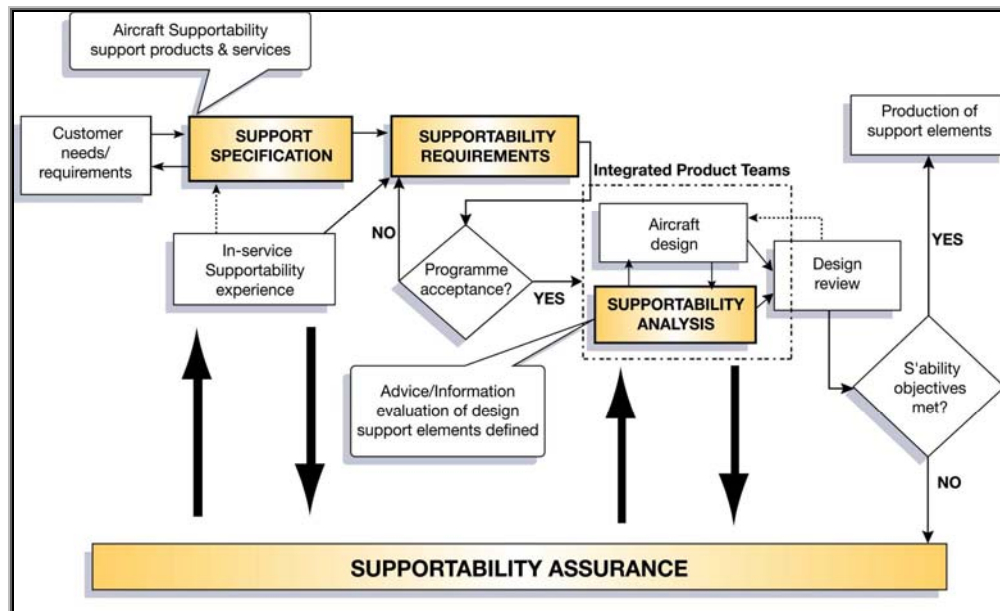 Aircraft Supportability
support products & services
Customer
needs/
requirements
SUPPORT
SPECIFICATION
SUPPORTABILITY
REQUIREMENTS
Production of
support elements
Integrated Product Teams
In-service
Supportability
experience
NO
Programme
acceptance?
YES
Aircraft
design
SUPPORTABILITY
ANALYSIS
Design
review
YES
Advice/Information
evaluation of design
support elements defined
S'ability
objectives
met?
NO
SUPPORTABILITY ASSURANCE